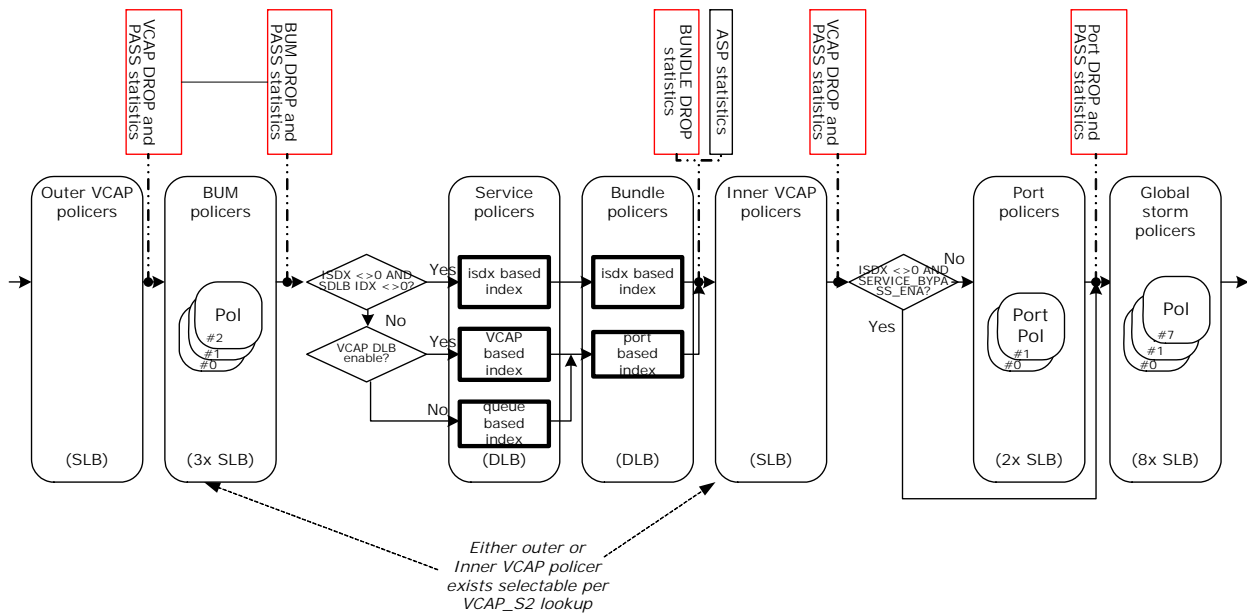 VCAP DROP and
PASS statistics
BUM DROP and
PASS statistics
BUNDLE DROP
statistics
ASP statistics
VCAP DROP and
PASS statistics
Port DROP and
PASS statistics
Outer VCAP
policers
(SLB)
BUM
policers
Pol
#2
#1
#0
(3x SLB)
ISDX <>0 AND
SDLB IDX <>0?
Yes
No
VCAP DLB
enable?
Yes
No
Service
policers
isdx based
index
VCAP
based
index
queue
based
index
(DLB)
Bundle
policers
isdx based
index
port
based
index
(DLB)
Inner VCAP
policers
(SLB)
ISDX <>0 AND
SERVICE_BYPA
SS_ENA?
No
Yes
Port
policers
Port
Pol
#1
#0
(2x SLB)
Global
storm
policers
Pol
#7
#1
#0
(8x SLB)
Either outer or
Inner VCAP policer
exists selectable per
VCAP_S2 lookup